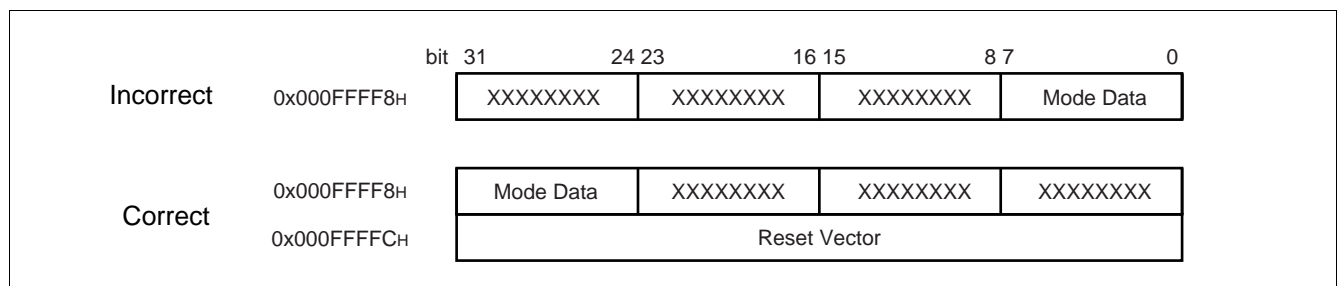 bit 31 24 23 16 15 8 7 0
Incorrect 0x000FFFF8H XXXXXXXX XXXXXXXX XXXXXXXX Mode Data
0x000FFFF8H Mode Data XXXXXXXX XXXXXXXX XXXXXXXX
Correct
0x000FFFFCH Reset Vector